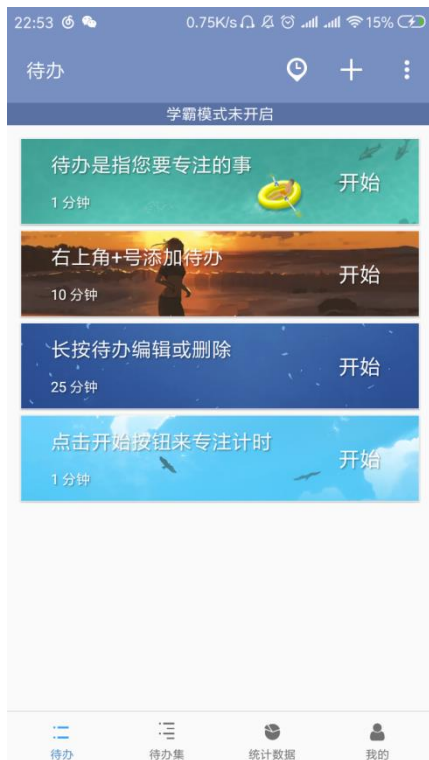 22:53 0.75K/s 15%
待办
学霸模式未开启
待办是指您要专注的事
1 分钟
开始
右上角+号添加待办
10 分钟
开始
长按待办编辑或删除
25 分钟
开始
点击开始按钮来专注计时
1 分钟
开始
待办 待办集 统计数据 我的